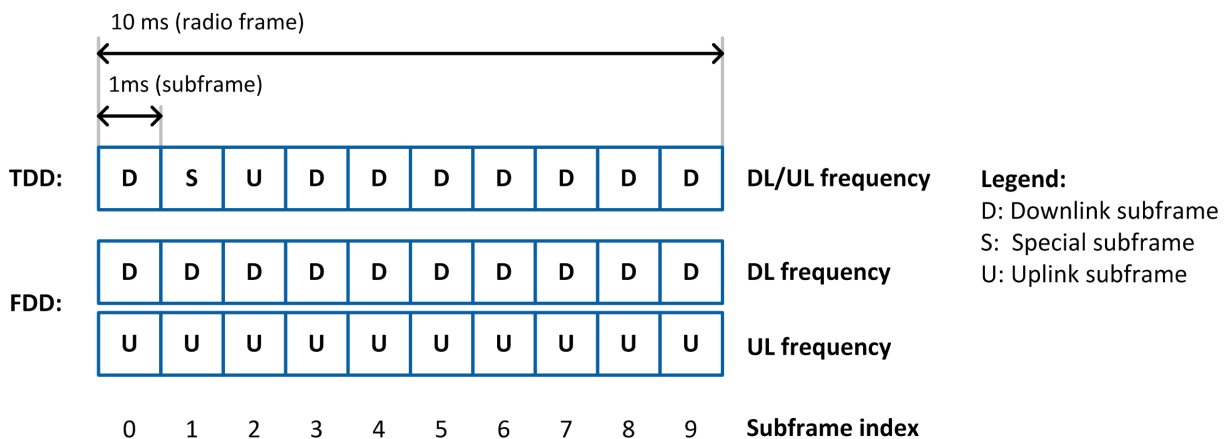 10 ms (radio frame)
1ms (subframe)
TDD: D S U D D D D D D D DL/UL frequency
FDD:
D D D D D D D D D D DL frequency
U U U U U U U U U U UL frequency
0 1 2 3 4 5 6 7 8 9 Subframe index
Legend:
D: Downlink subframe
S: Special subframe
U: Uplink subframe